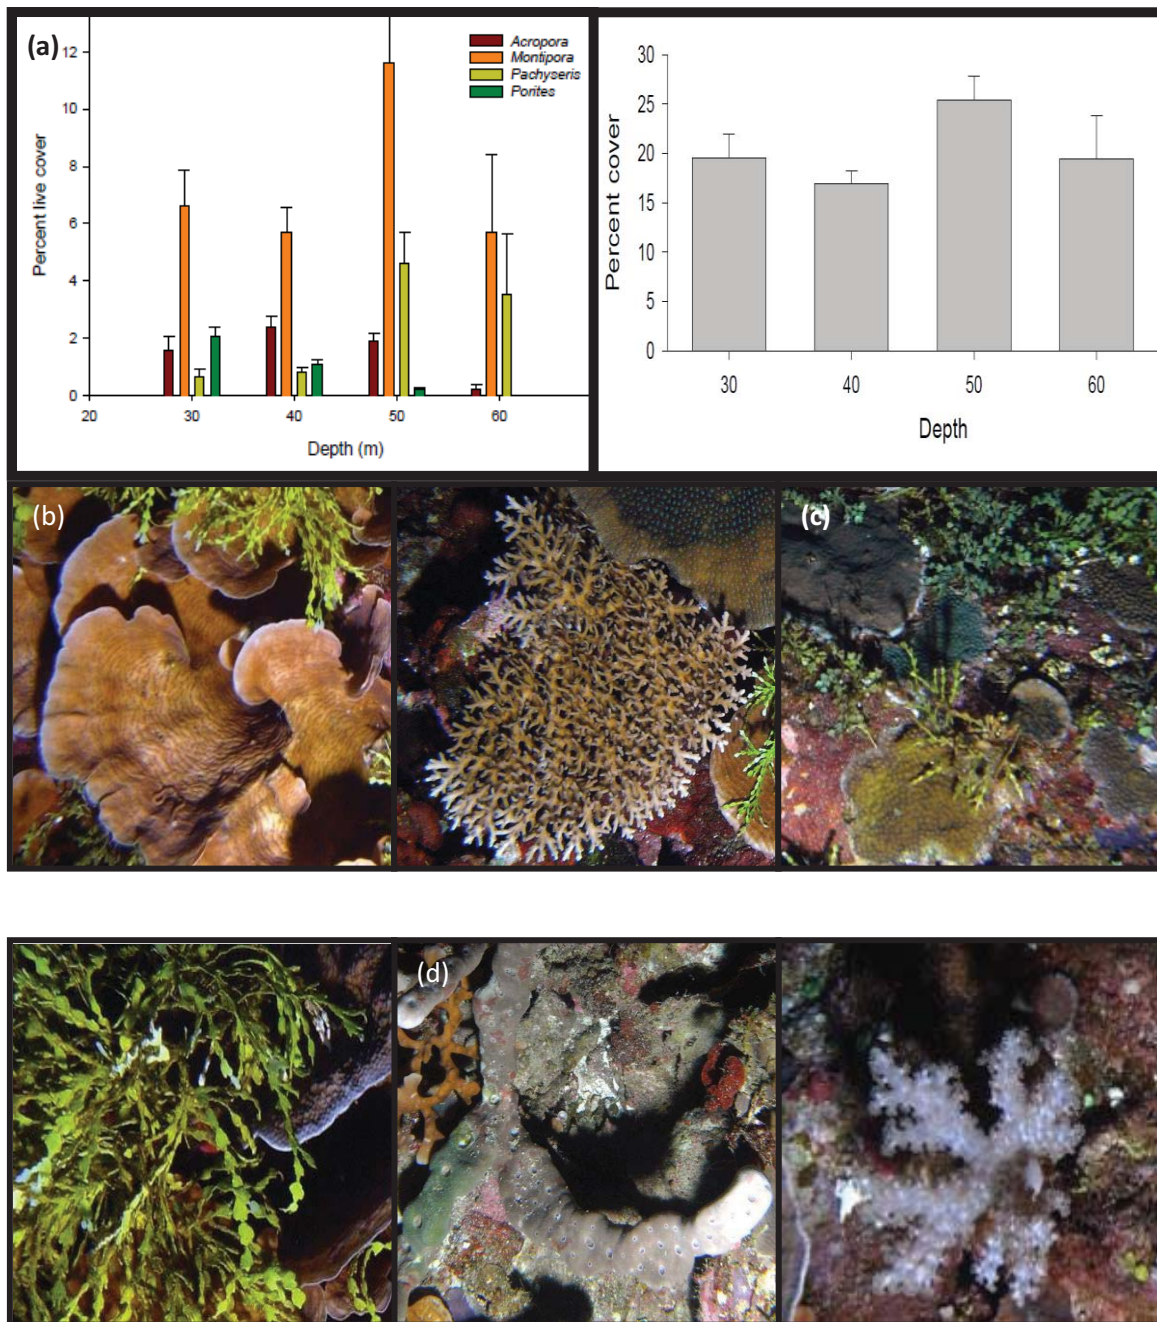 (a)
12
10
8
6
4
2
0
Percent live cover
Acropora
Montipora
Pachyseris
Porites
20 30 40 50 60
Depth (m)
30
25
20
15
10
5
0
Percent cover
30 40 50 60
Depth
(b)
(c)
(d)